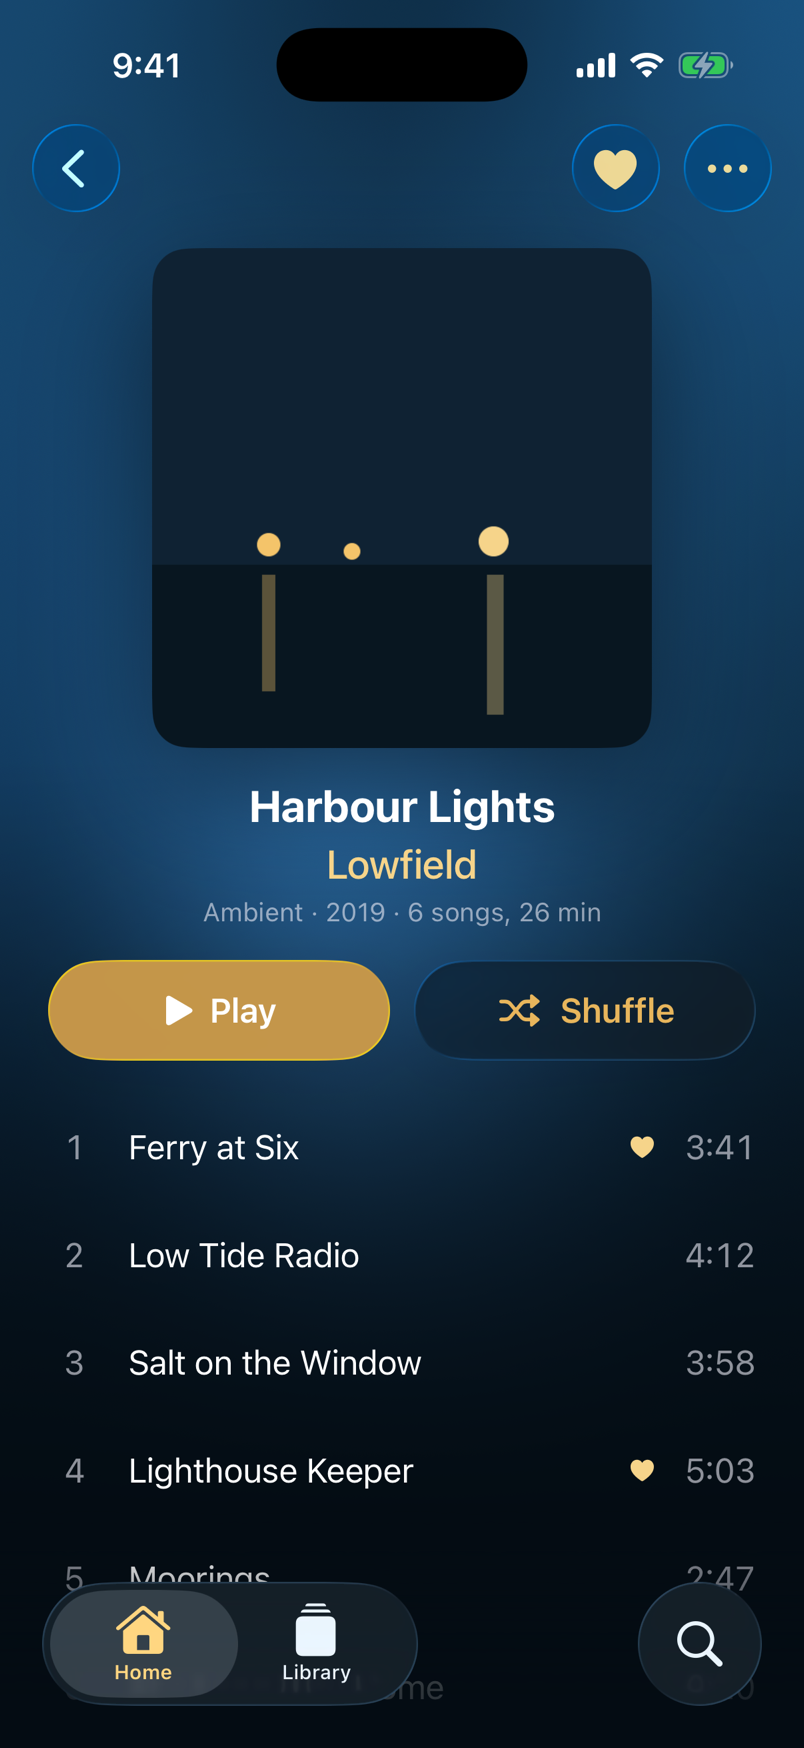 9:41
Harbour Lights
Lowfield
Ambient · 2019 · 6 songs, 26 min
Play
Shuffle
1 Ferry at Six 3:41
2 Low Tide Radio 4:12
3 Salt on the Window 3:58
4 Lighthouse Keeper 5:03
5 Moorings 2:47
Home
Library